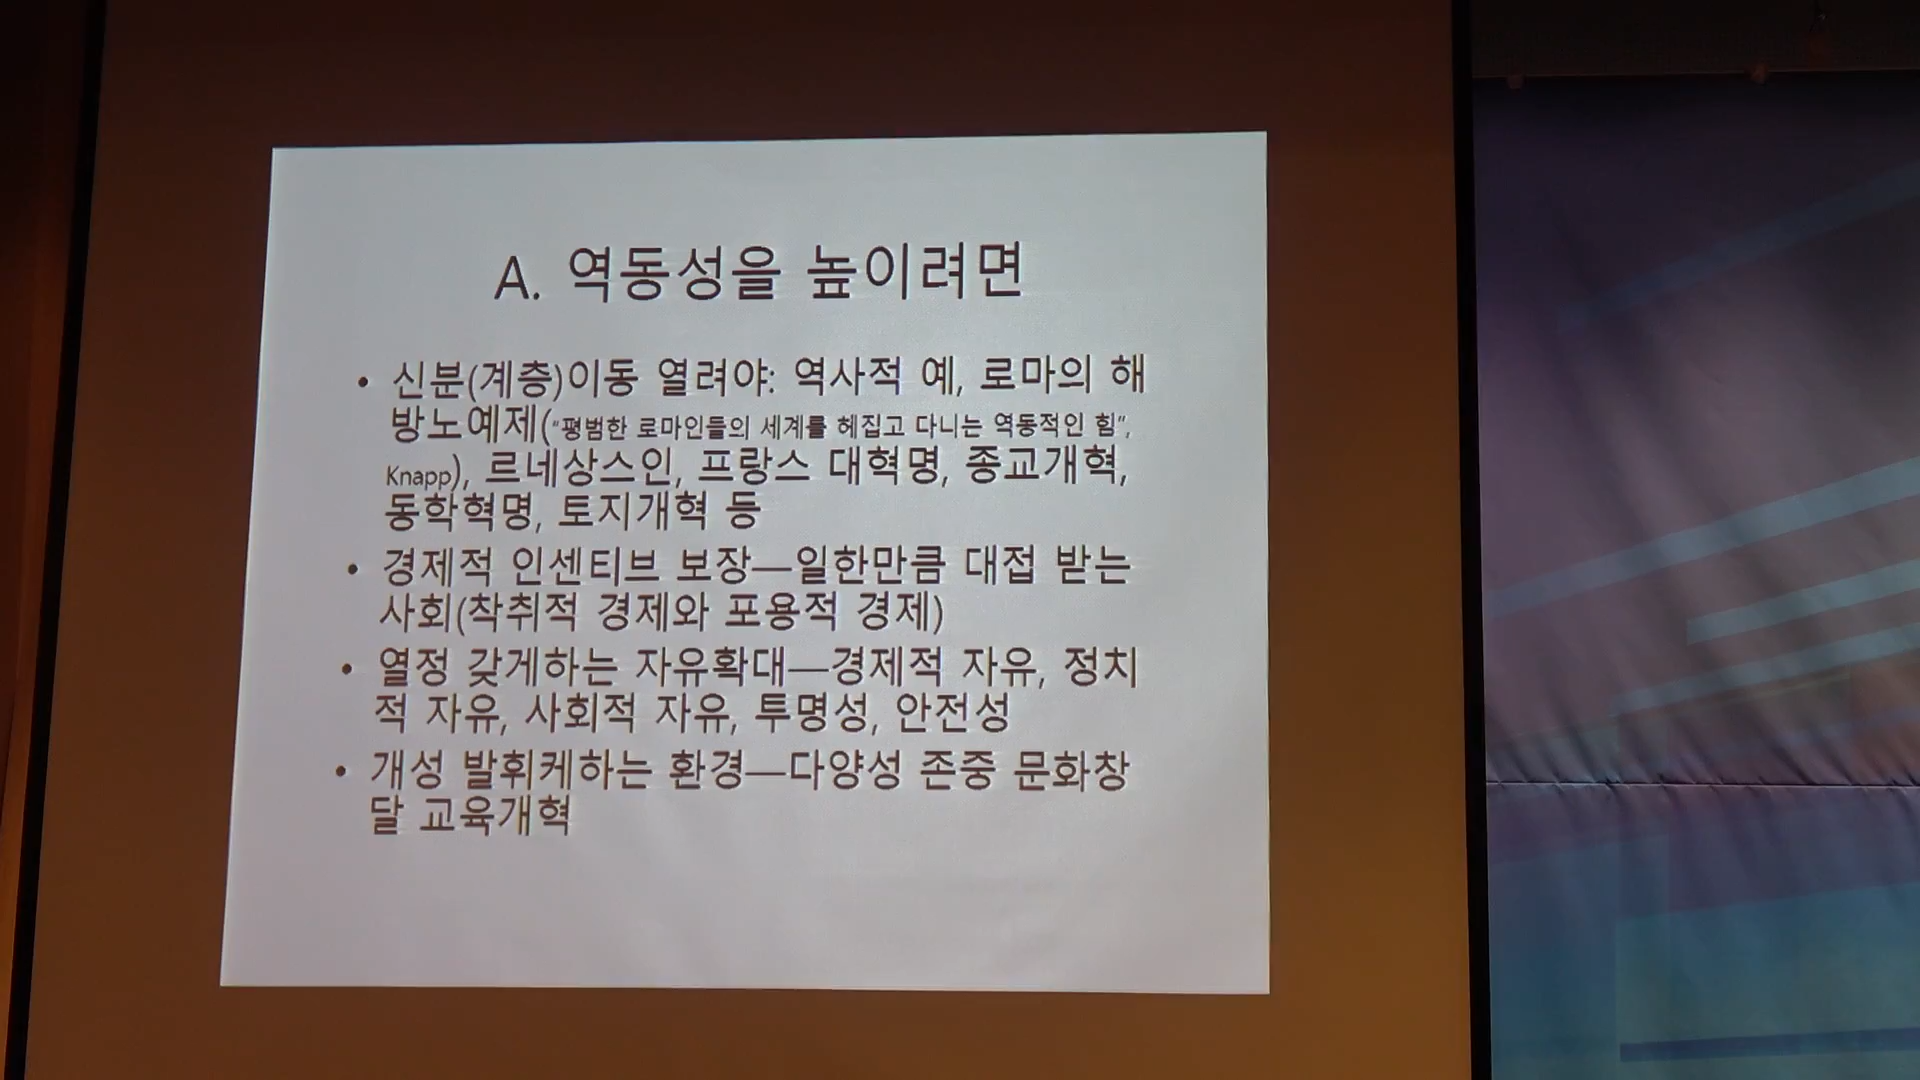 A. 역동성을 높이려면
• 신분(계층)이동 열려야: 역사적 예, 로마의 해
방노예제("평범한 로마인들의 세계를 헤집고 다니는 역동적인 힘",
Knapp), 르네상스인, 프랑스 대혁명, 종교개혁,
동학혁명, 토지개혁 등
• 경제적 인센티브 보장—일한만큼 대접 받는
사회(착취적 경제와 포용적 경제)
• 열정 갖게하는 자유확대—경제적 자유, 정치
적 자유, 사회적 자유, 투명성, 안전성
• 개성 발휘케하는 환경—다양성 존중 문화창
달 교육개혁